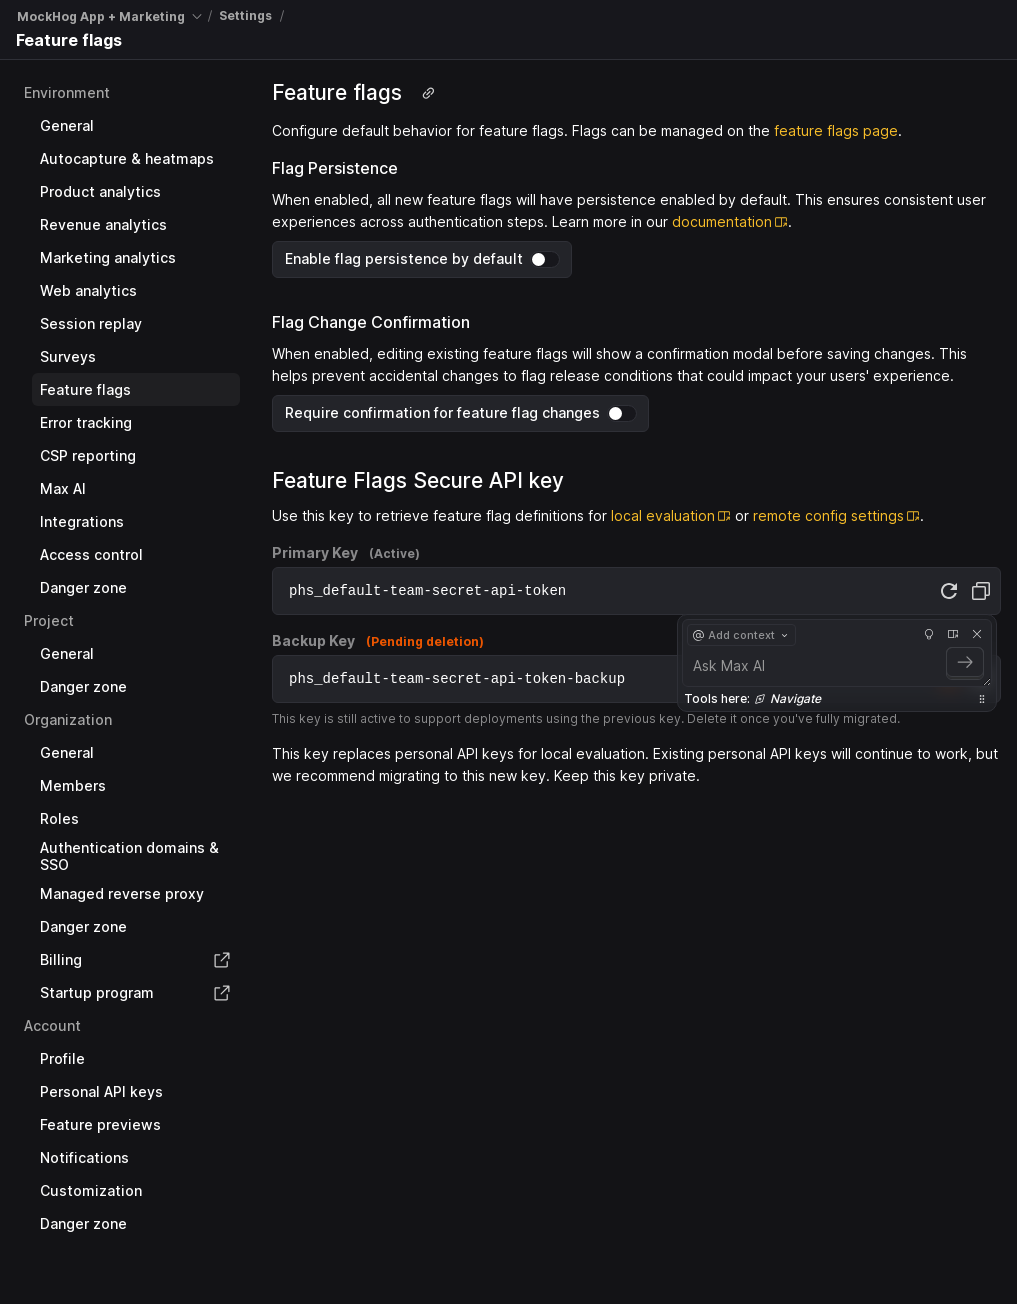 MockHog App + Marketing / Settings /
Feature flags
Environment
General
Autocapture & heatmaps
Product analytics
Revenue analytics
Marketing analytics
Web analytics
Session replay
Surveys
Feature flags
Error tracking
CSP reporting
Max AI
Integrations
Access control
Danger zone
Project
General
Danger zone
Organization
General
Members
Roles
Authentication domains &
SSO
Managed reverse proxy
Danger zone
Billing
Startup program
Account
Profile
Personal API keys
Feature previews
Notifications
Customization
Danger zone
Feature flags
Configure default behavior for feature flags. Flags can be managed on the feature flags page.
Flag Persistence
When enabled, all new feature flags will have persistence enabled by default. This ensures consistent user
experiences across authentication steps. Learn more in our documentation.
Enable flag persistence by default
Flag Change Confirmation
When enabled, editing existing feature flags will show a confirmation modal before saving changes. This
helps prevent accidental changes to flag release conditions that could impact your users' experience.
Require confirmation for feature flag changes
Feature Flags Secure API key
Use this key to retrieve feature flag definitions for local evaluation or remote config settings.
Primary Key (Active)
phs_default-team-secret-api-token
Backup Key (Pending deletion)
phs_default-team-secret-api-token-backup
@ Add context
Ask Max AI
Tools here: Navigate
This key is still active to support deployments using the previous key. Delete it once you've fully migrated.
This key replaces personal API keys for local evaluation. Existing personal API keys will continue to work, but
we recommend migrating to this new key. Keep this key private.